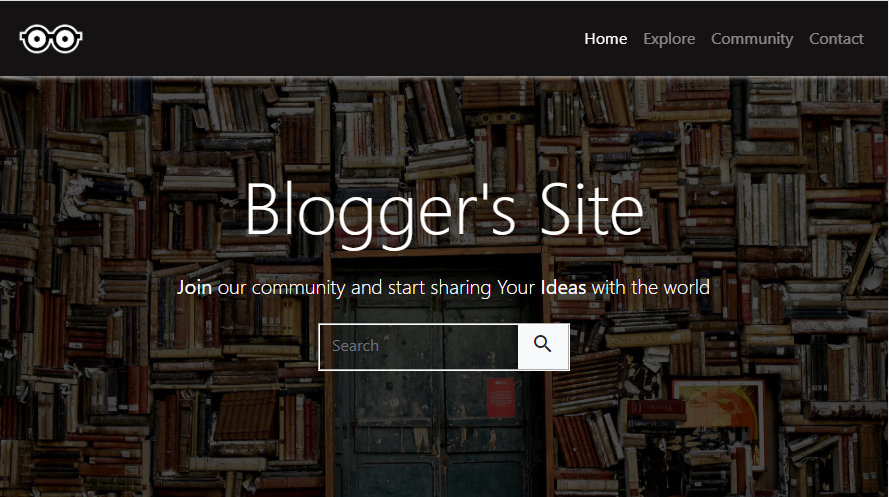 Home Explore Community Contact
Blogger's Site
Join our community and start sharing Your Ideas with the world
Search